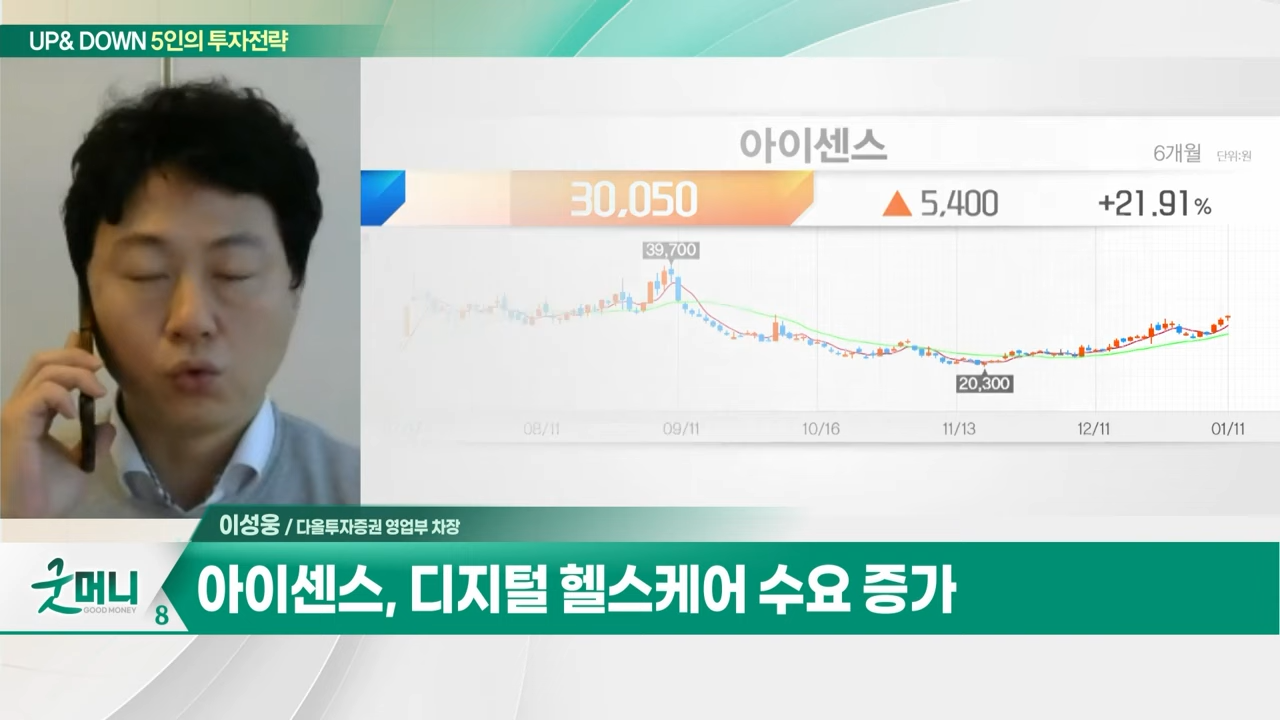 UP& DOWN 5인의 투자전략
아이센스
6개월 단위:원
30,050 ▲ 5,400 +21.91%
39,700
20,300
08/11 09/11 10/16 11/13 12/11 01/11
이성웅 / 다올투자증권 영업부 차장
굿머니
GOOD MONEY
8
아이센스, 디지털 헬스케어 수요 증가